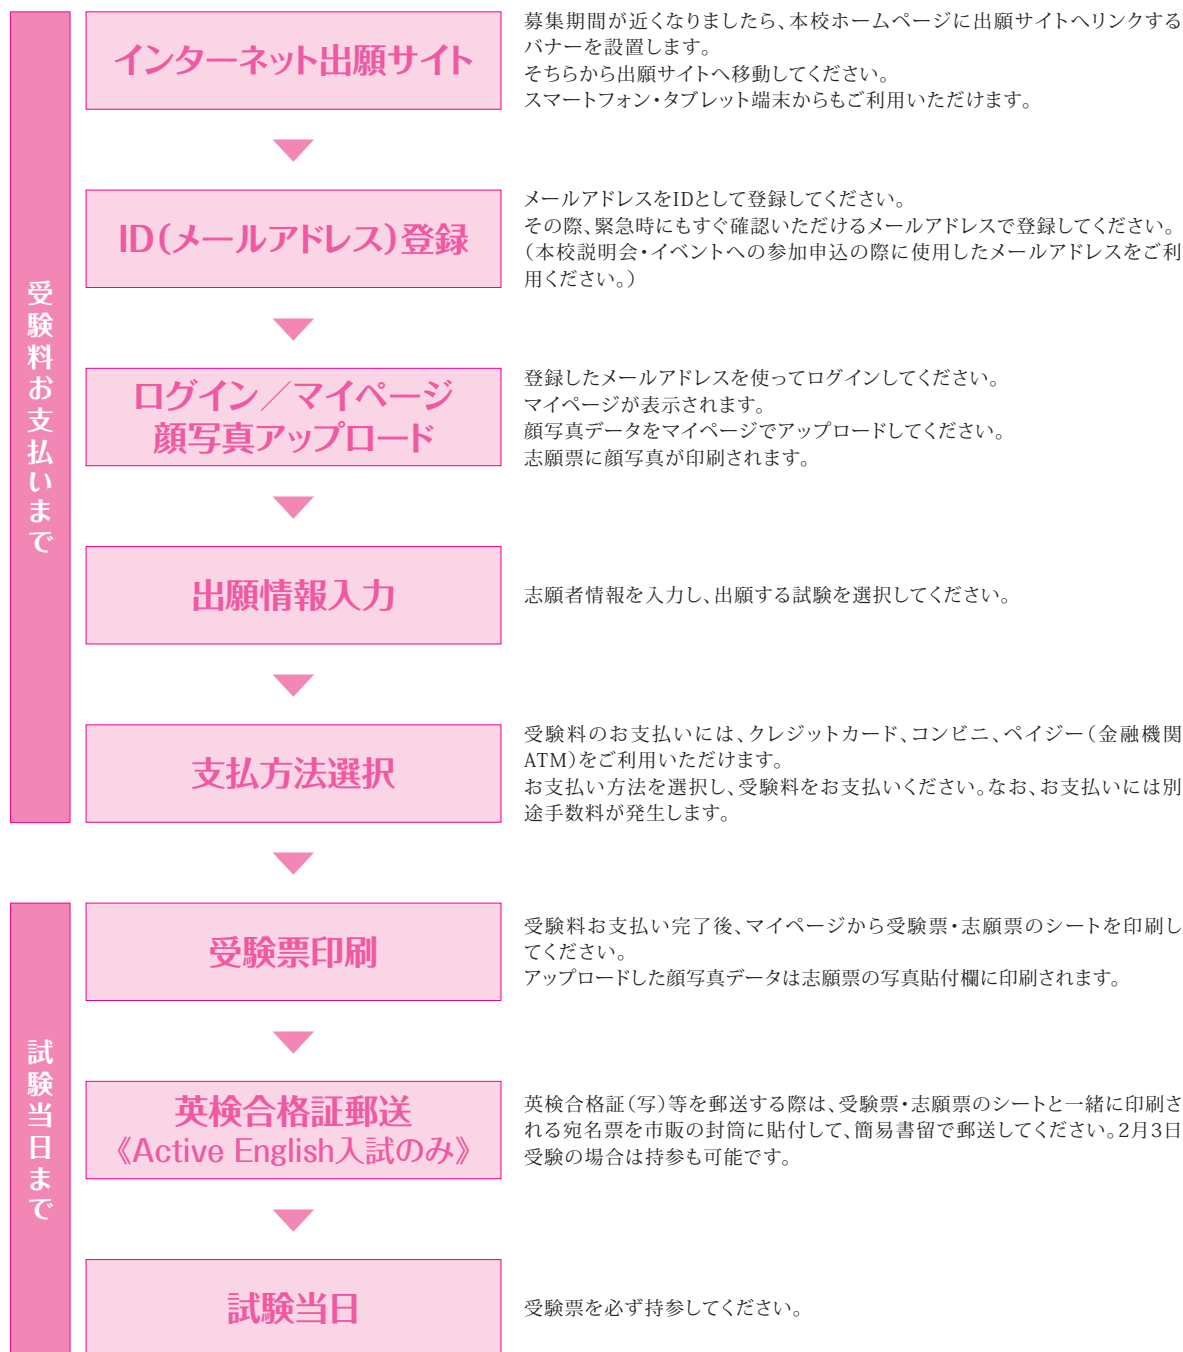 受験料お支払いまで
インターネット出願サイト
募集期間が近くなりましたら、本校ホームページに出願サイトへリンクする
バナーを設置します。
そちらから出願サイトへ移動してください。
スマートフォン・タブレット端末からもご利用いただけます。
ID(メールアドレス)登録
メールアドレスをIDとして登録してください。
その際、緊急時にもすぐ確認いただけるメールアドレスで登録してください。
(本校説明会・イベントへの参加申込の際に使用したメールアドレスをご利
用ください。)
ログイン／マイページ
顔写真アップロード
登録したメールアドレスを使ってログインしてください。
マイページが表示されます。
顔写真データをマイページでアップロードしてください。
志願票に顔写真が印刷されます。
出願情報入力
志願者情報を入力し、出願する試験を選択してください。
支払方法選択
受験料のお支払いには、クレジットカード、コンビニ、ペイジー(金融機関
ATM)をご利用いただけます。
お支払い方法を選択し、受験料をお支払いください。なお、お支払いには別
途手数料が発生します。
試験当日まで
受験票印刷
受験料お支払い完了後、マイページから受験票・志願票のシートを印刷し
てください。
アップロードした顔写真データは志願票の写真貼付欄に印刷されます。
英検合格証郵送
《Active English入試のみ》
英検合格証(写)等を郵送する際は、受験票・志願票のシートと一緒に印刷さ
れる宛名票を市販の封筒に貼付して、簡易書留で郵送してください。2月3日
受験の場合は持参も可能です。
試験当日
受験票を必ず持参してください。